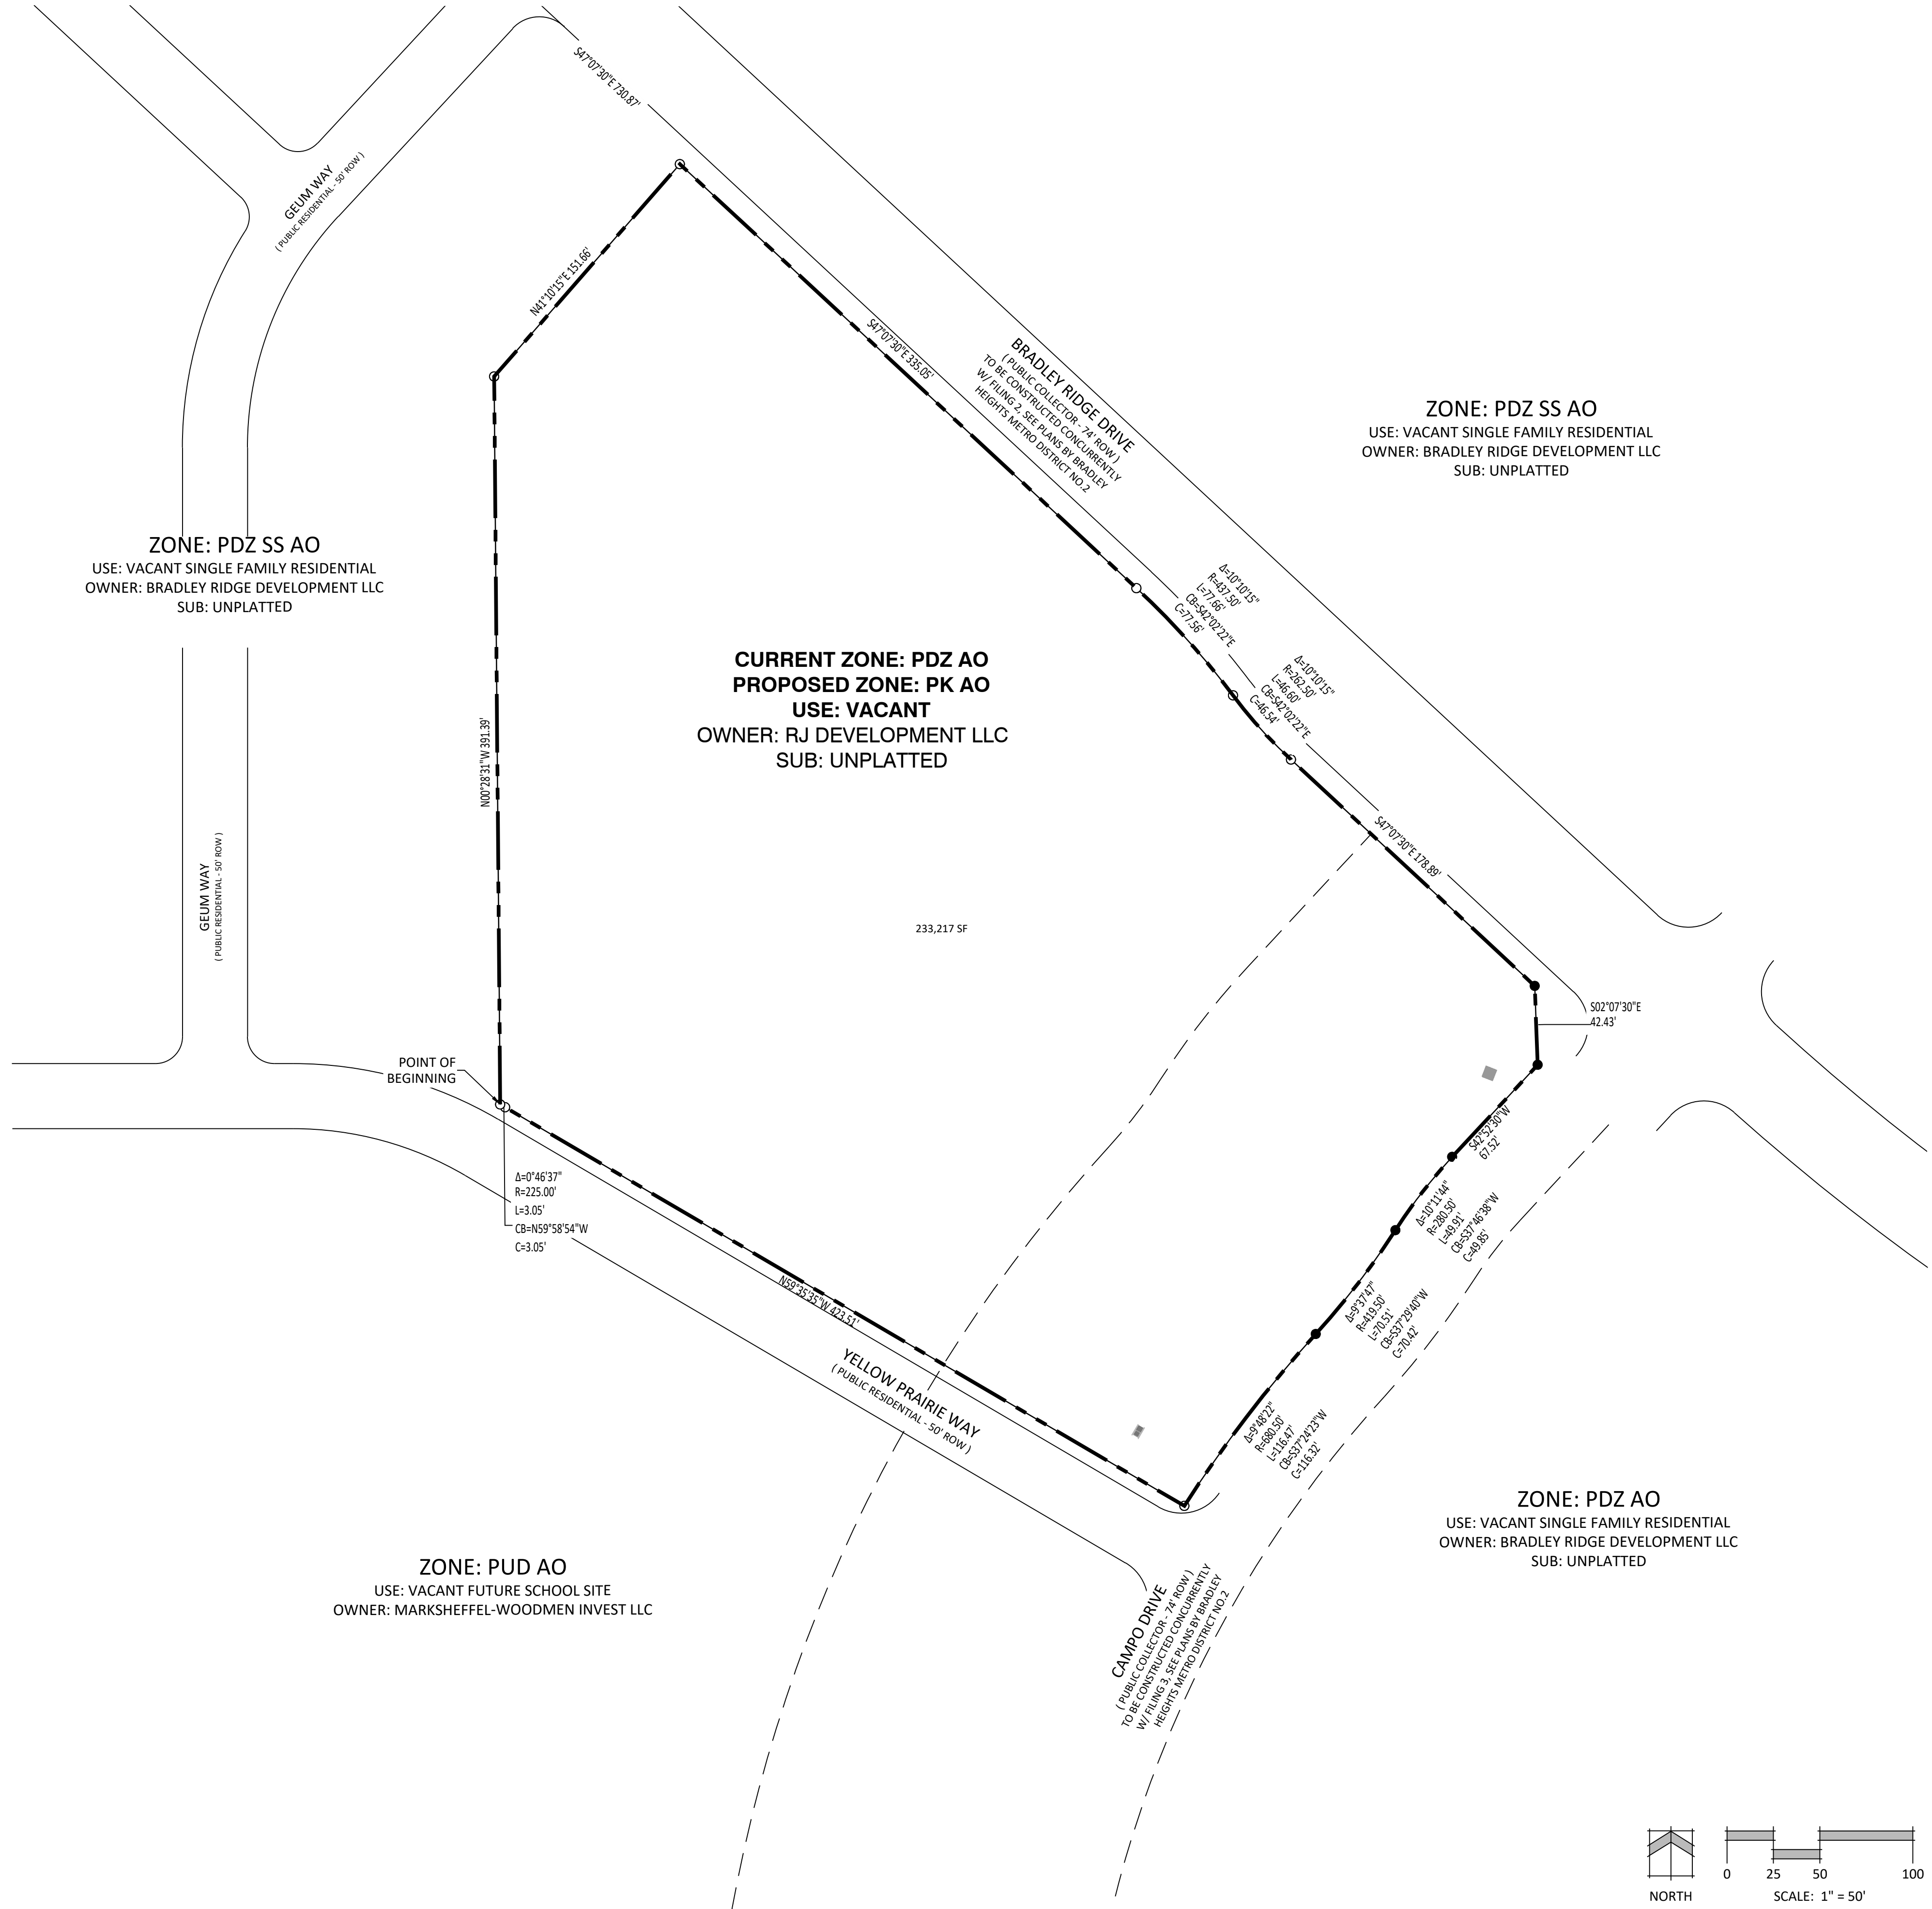 S47°07'30"E 730.87'
GEUM WAY
( PUBLIC RESIDENTIAL - 50' ROW )
N41°10'15"E 151.66'
S47°07'30"E 335.05'
BRADLEY RIDGE DRIVE
( PUBLIC COLLECTOR - 74' ROW )
TO BE CONSTRUCTED CONCURRENTLY
W/ FILING 2, SEE PLANS BY BRADLEY
HEIGHTS METRO DISTRICT NO.2
ZONE: PDZ SS AO
USE: VACANT SINGLE FAMILY RESIDENTIAL
OWNER: BRADLEY RIDGE DEVELOPMENT LLC
SUB: UNPLATTED
ZONE: PDZ SS AO
USE: VACANT SINGLE FAMILY RESIDENTIAL
OWNER: BRADLEY RIDGE DEVELOPMENT LLC
SUB: UNPLATTED
Δ=10°10'15"
R=437.50'
L=77.66'
CB=S42°02'22"E
C=77.56'
Δ=10°10'15"
R=262.50'
L=46.60'
CB=S42°02'22"E
C=46.54'
CURRENT ZONE: PDZ AO
PROPOSED ZONE: PK AO
USE: VACANT
OWNER: RJ DEVELOPMENT LLC
SUB: UNPLATTED
N00°28'31"W 391.39'
S47°07'30"E 178.89'
GEUM WAY
( PUBLIC RESIDENTIAL - 50' ROW )
233,217 SF
S02°07'30"E
42.43'
POINT OF
BEGINNING
S42°52'30"W
67.52'
Δ=0°46'37"
R=225.00'
L=3.05'
CB=N59°58'54"W
C=3.05'
Δ=10°11'44"
R=280.50'
L=49.91'
CB=S37°46'38"W
C=49.85'
N59°35'35"W 423.51'
Δ=9°37'47"
R=419.50'
L=70.51'
CB=S37°29'40"W
C=70.42'
YELLOW PRAIRIE WAY
( PUBLIC RESIDENTIAL - 50' ROW )
Δ=9°48'22"
R=680.50'
L=116.47'
CB=S37°24'23"W
C=116.32'
ZONE: PDZ AO
USE: VACANT SINGLE FAMILY RESIDENTIAL
OWNER: BRADLEY RIDGE DEVELOPMENT LLC
SUB: UNPLATTED
ZONE: PUD AO
USE: VACANT FUTURE SCHOOL SITE
OWNER: MARKSHEFFEL-WOODMEN INVEST LLC
CAMPO DRIVE
( PUBLIC COLLECTOR - 74' ROW )
TO BE CONSTRUCTED CONCURRENTLY
W/ FILING 3, SEE PLANS BY BRADLEY
HEIGHTS METRO DISTRICT NO.2
0 25 50 100
NORTH
SCALE: 1" = 50'